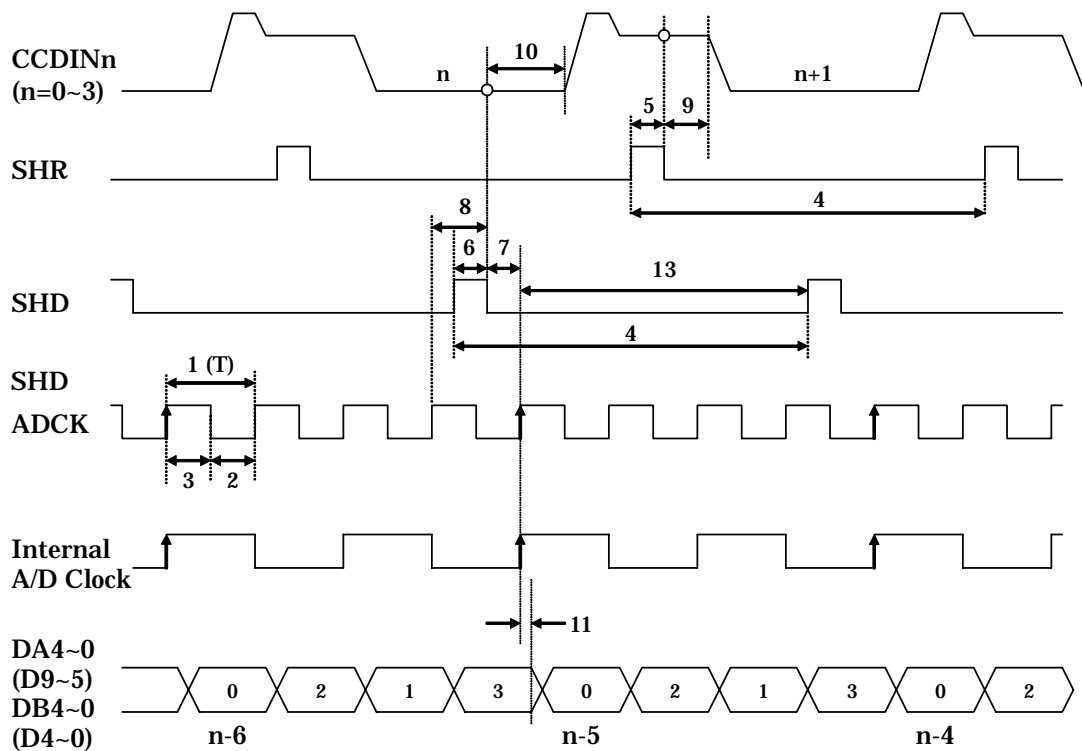 CCDINn
(n=0~3)
n
10
n+1
5
9
SHR
4
8
6
7
13
SHD
4
SHD
1 (T)
ADCK
3
2
Internal
A/D Clock
11
DA4~0
(D9~5)
DB4~0
(D4~0)
0
2
1
3
0
2
1
3
0
2
n-6
n-5
n-4